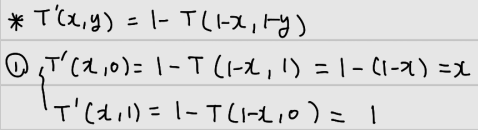 * T'(x,y) = 1 - T(1-x, 1-y)
① { T'(x,0) = 1 - T(1-x, 1) = 1 - (1-x) = x
T'(x,1) = 1 - T(1-x, 0) = 1